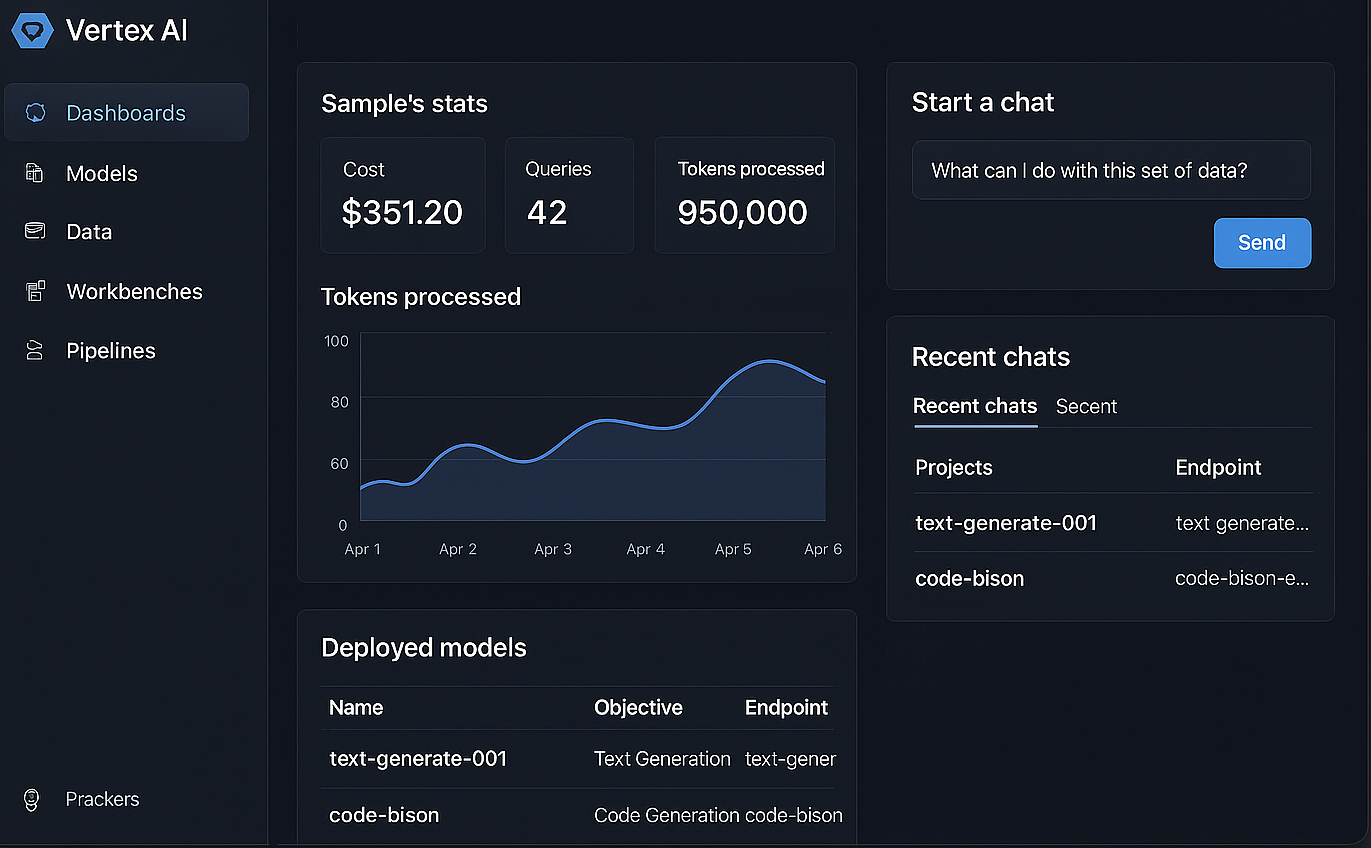 Vertex AI
Dashboards
Models
Data
Workbenches
Pipelines
Prackers
Sample's stats
Cost
$351.20
Queries
42
Tokens processed
950,000
Tokens processed
100
80
60
0
Apr 1 Apr 2 Apr 3 Apr 4 Apr 5 Apr 6
Deployed models
Name Objective Endpoint
text-generate-001 Text Generation text-gener
code-bison Code Generation code-bison
Start a chat
What can I do with this set of data?
Send
Recent chats
Recent chats Secent
Projects Endpoint
text-generate-001 text generate...
code-bison code-bison-e...